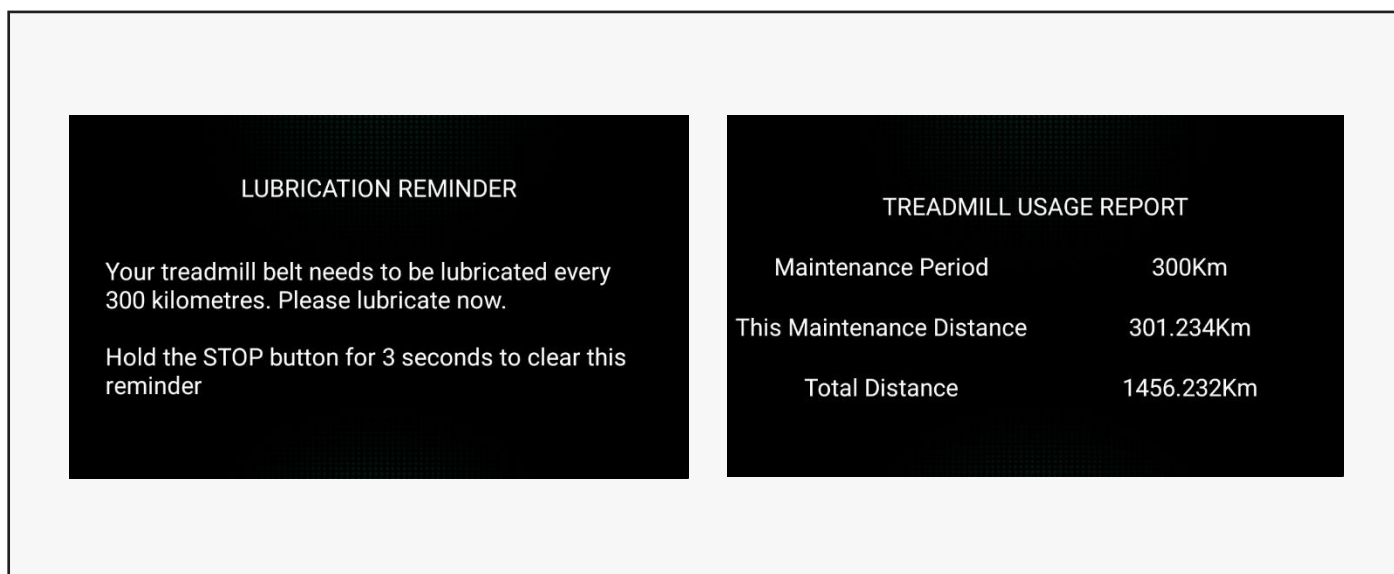 LUBRICATION REMINDER
Your treadmill belt needs to be lubricated every
300 kilometres. Please lubricate now.
Hold the STOP button for 3 seconds to clear this
reminder
TREADMILL USAGE REPORT
Maintenance Period 300Km
This Maintenance Distance 301.234Km
Total Distance 1456.232Km